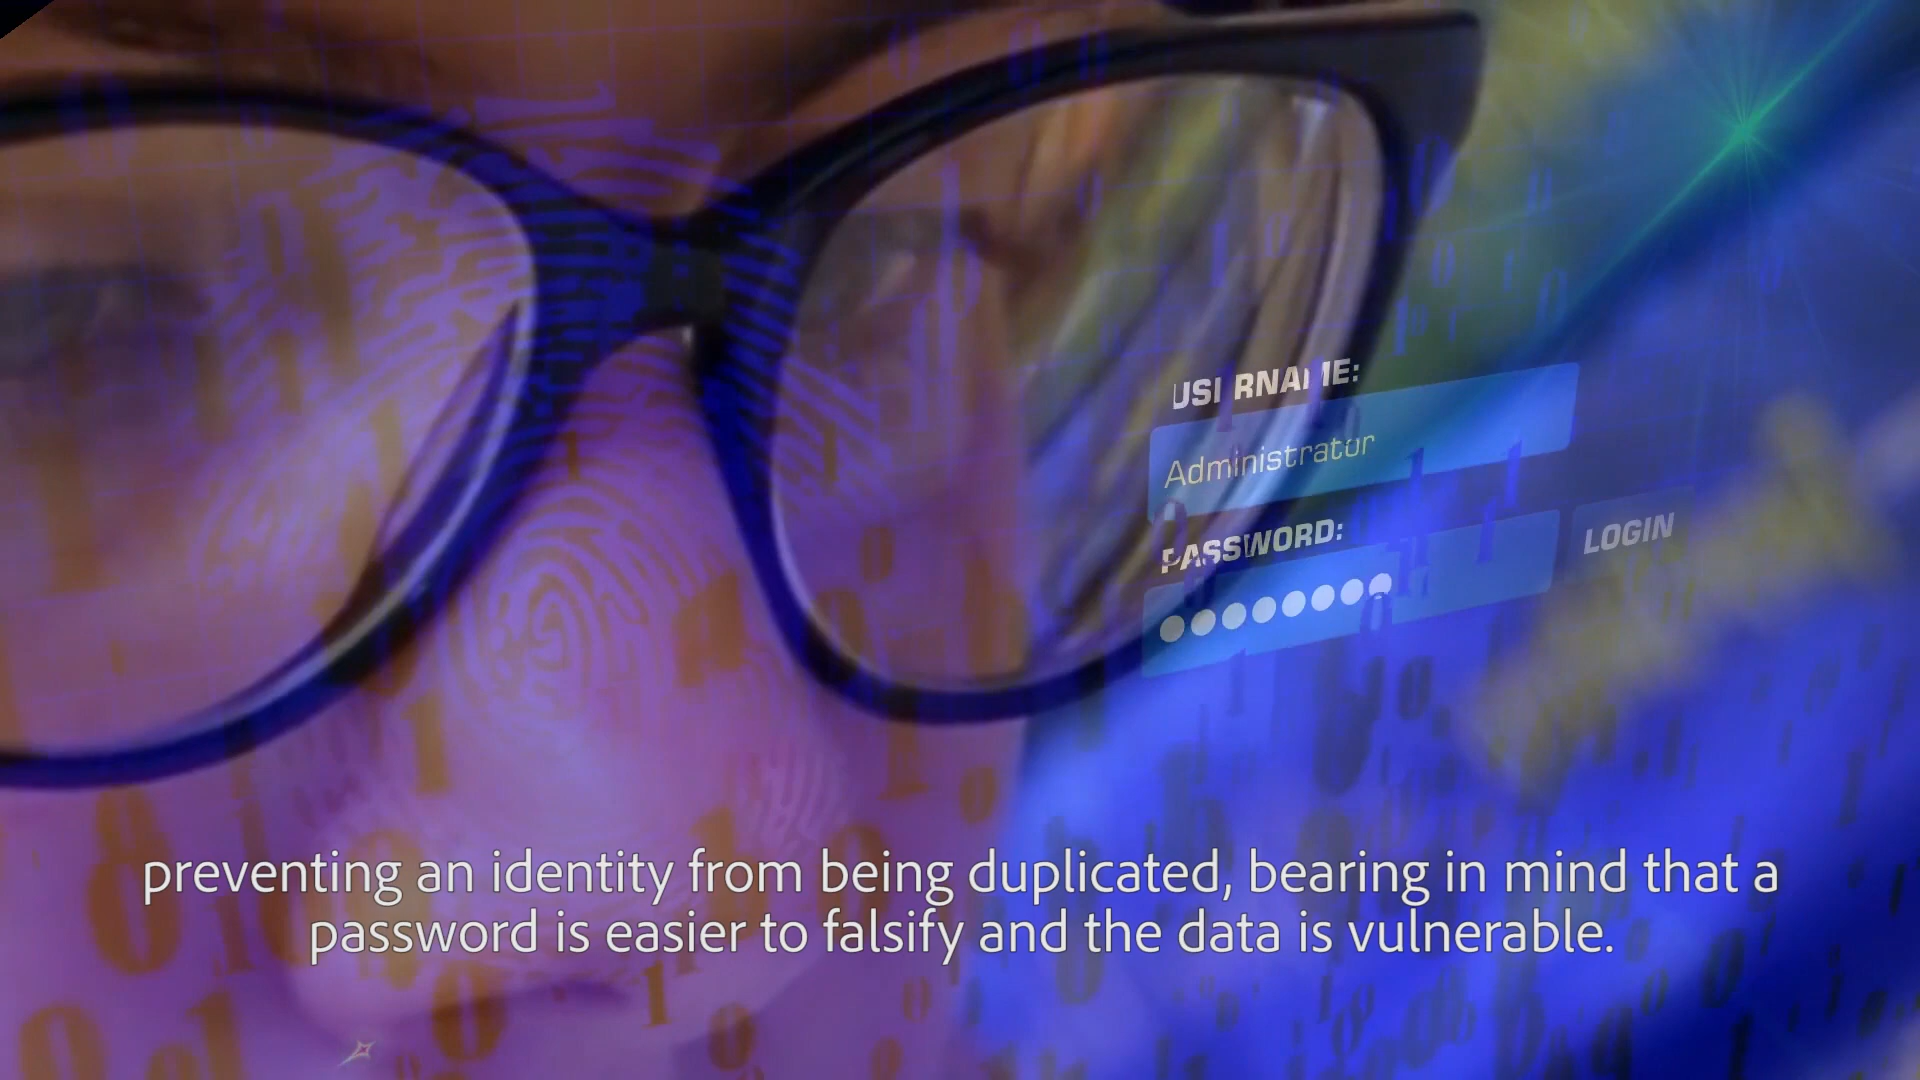 USERNAME:
Administrator
PASSWORD:
LOGIN
preventing an identity from being duplicated, bearing in mind that a
password is easier to falsify and the data is vulnerable.